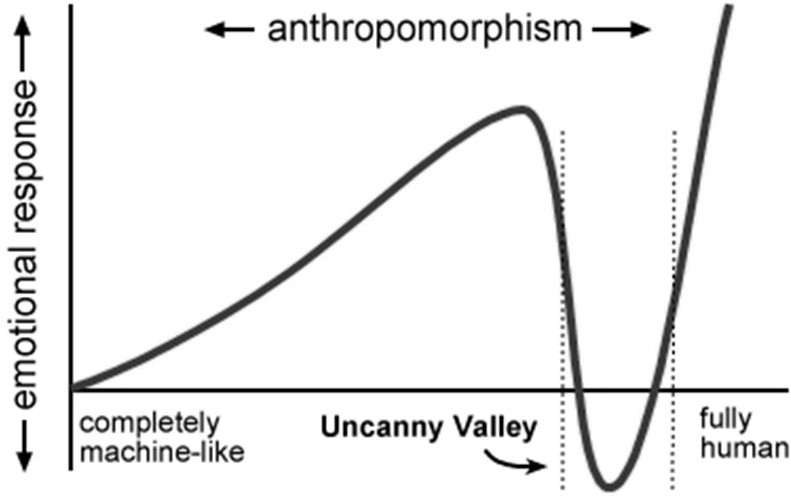 anthropomorphism
emotional response
completely
machine-like
Uncanny Valley
fully
human